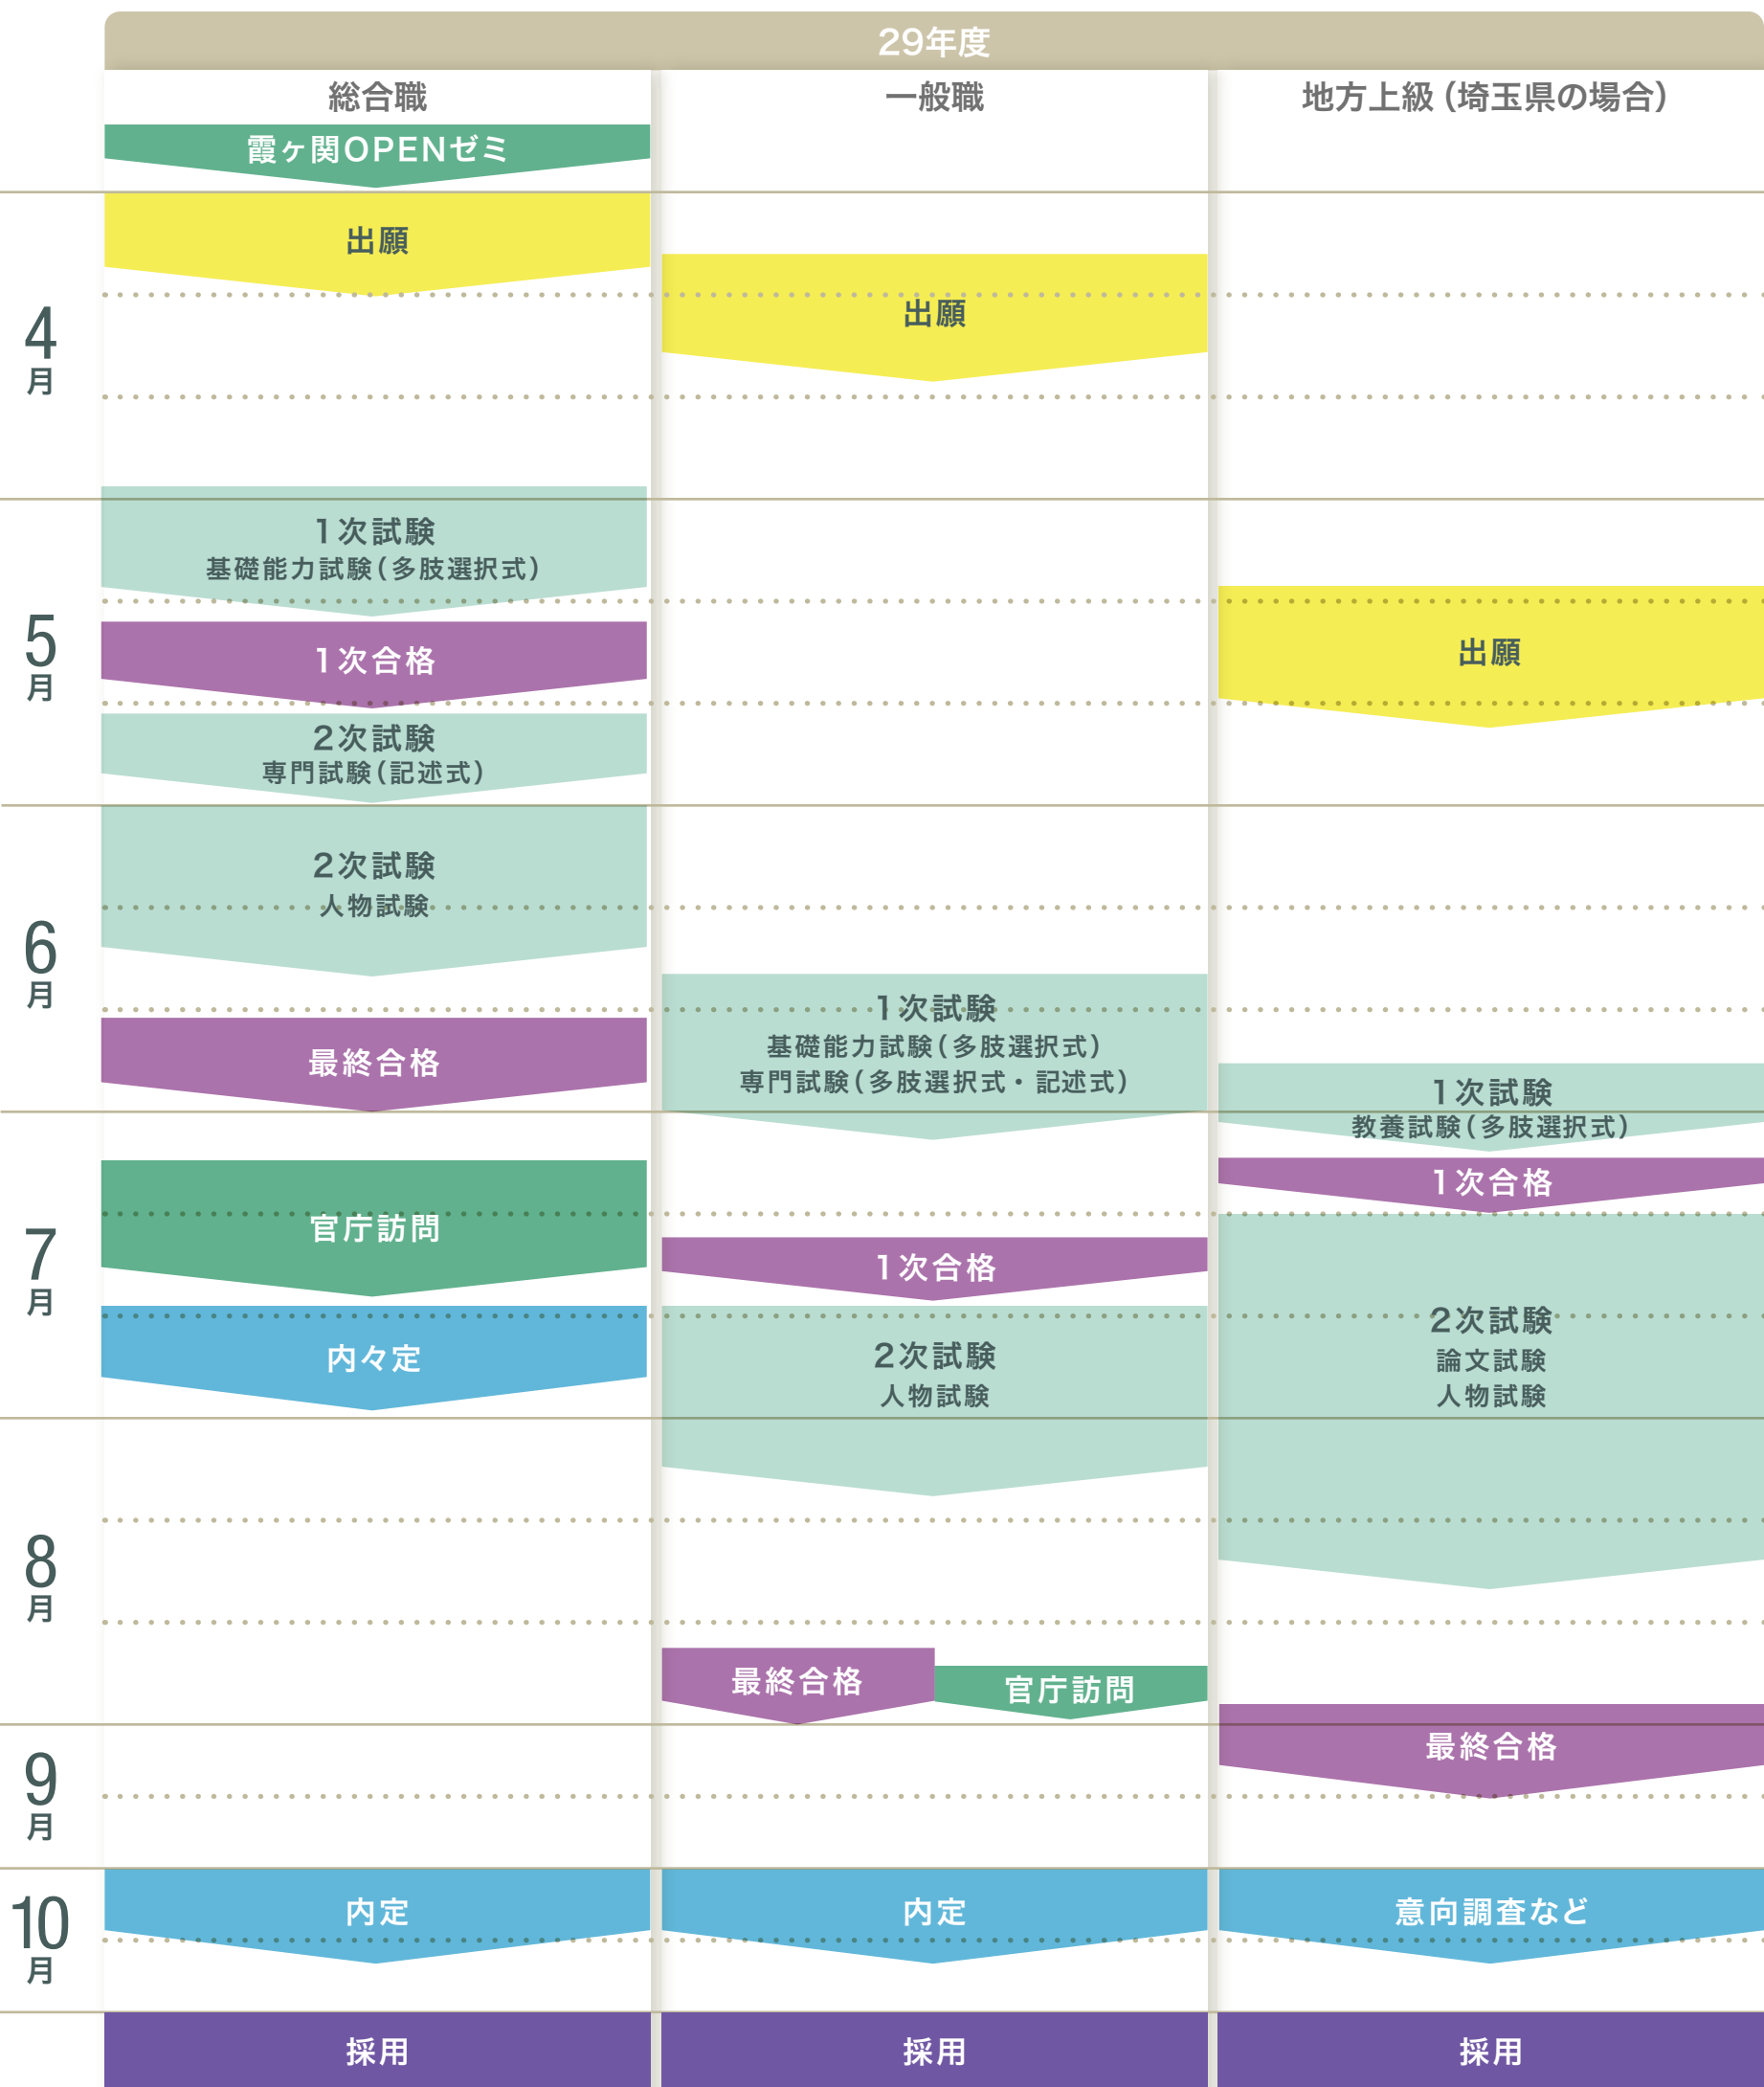 29年度
総合職
一般職
地方上級（埼玉県の場合）
霞ヶ関OPENゼミ
4
月
出願
出願
5
月
1次試験
基礎能力試験（多肢選択式）
1次合格
2次試験
専門試験（記述式）
出願
6
月
2次試験
人物試験
最終合格
1次試験
基礎能力試験（多肢選択式）
専門試験（多肢選択式・記述式）
1次試験
教養試験（多肢選択式）
7
月
官庁訪問
内々定
1次合格
2次試験
人物試験
1次合格
2次試験
論文試験
人物試験
8
月
最終合格
官庁訪問
9
月
最終合格
10
月
内定
内定
意向調査など
採用
採用
採用